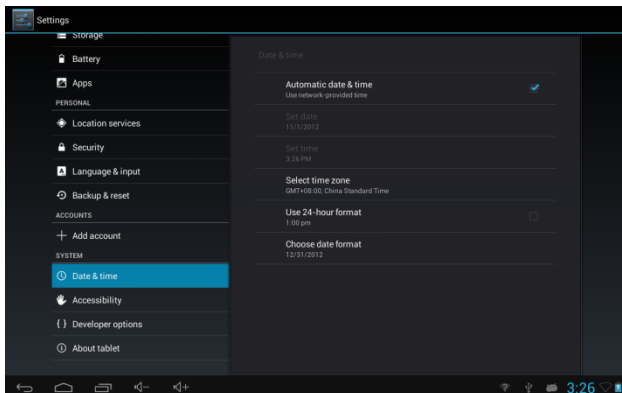 Settings
Storage
Battery
Apps
PERSONAL
Location services
Security
Language & input
Backup & reset
ACCOUNTS
Add account
SYSTEM
Date & time
Accessibility
Developer options
About tablet
Date & time
Automatic date & time
Use network-provided time
Set date
11/1/2012
Set time
3:26 PM
Select time zone
GMT+08:00, China Standard Time
Use 24-hour format
1:00 pm
Choose date format
12/31/2012
3:26